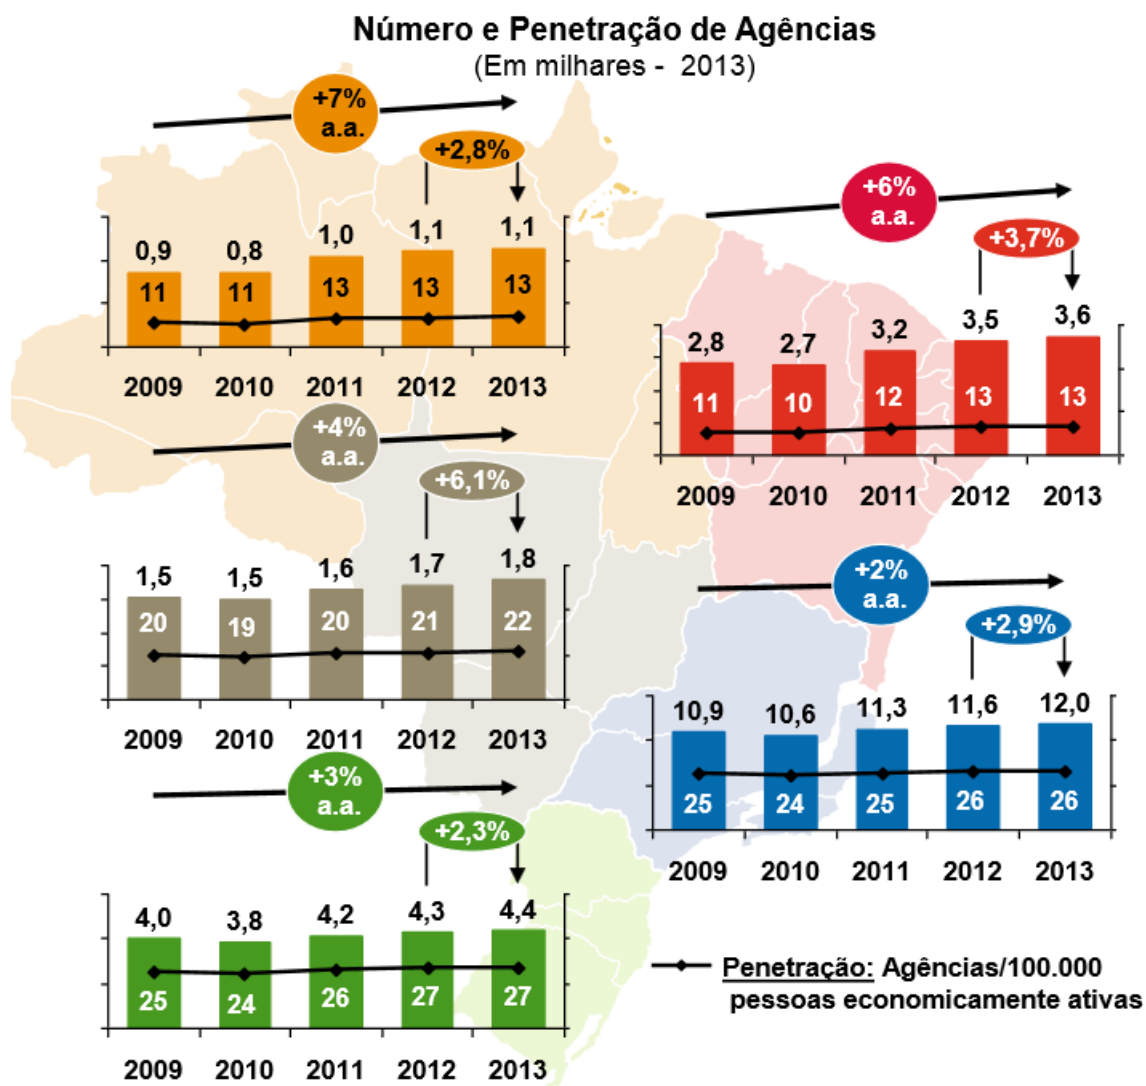 Número e Penetração de Agências
(Em milhares - 2013)
+7%
a.a.
+2,8%
0,9 0,8 1,0 1,1 1,1
11 11 13 13 13
2009 2010 2011 2012 2013
+6%
a.a.
+3,7%
2,8 2,7 3,2 3,5 3,6
11 10 12 13 13
2009 2010 2011 2012 2013
+4%
a.a.
+6,1%
1,5 1,5 1,6 1,7 1,8
20 19 20 21 22
2009 2010 2011 2012 2013
+2%
a.a.
+2,9%
10,9 10,6 11,3 11,6 12,0
25 24 25 26 26
2009 2010 2011 2012 2013
+3%
a.a.
+2,3%
4,0 3,8 4,2 4,3 4,4
25 24 26 27 27
2009 2010 2011 2012 2013
Penetração: Agências/100.000
pessoas economicamente ativas